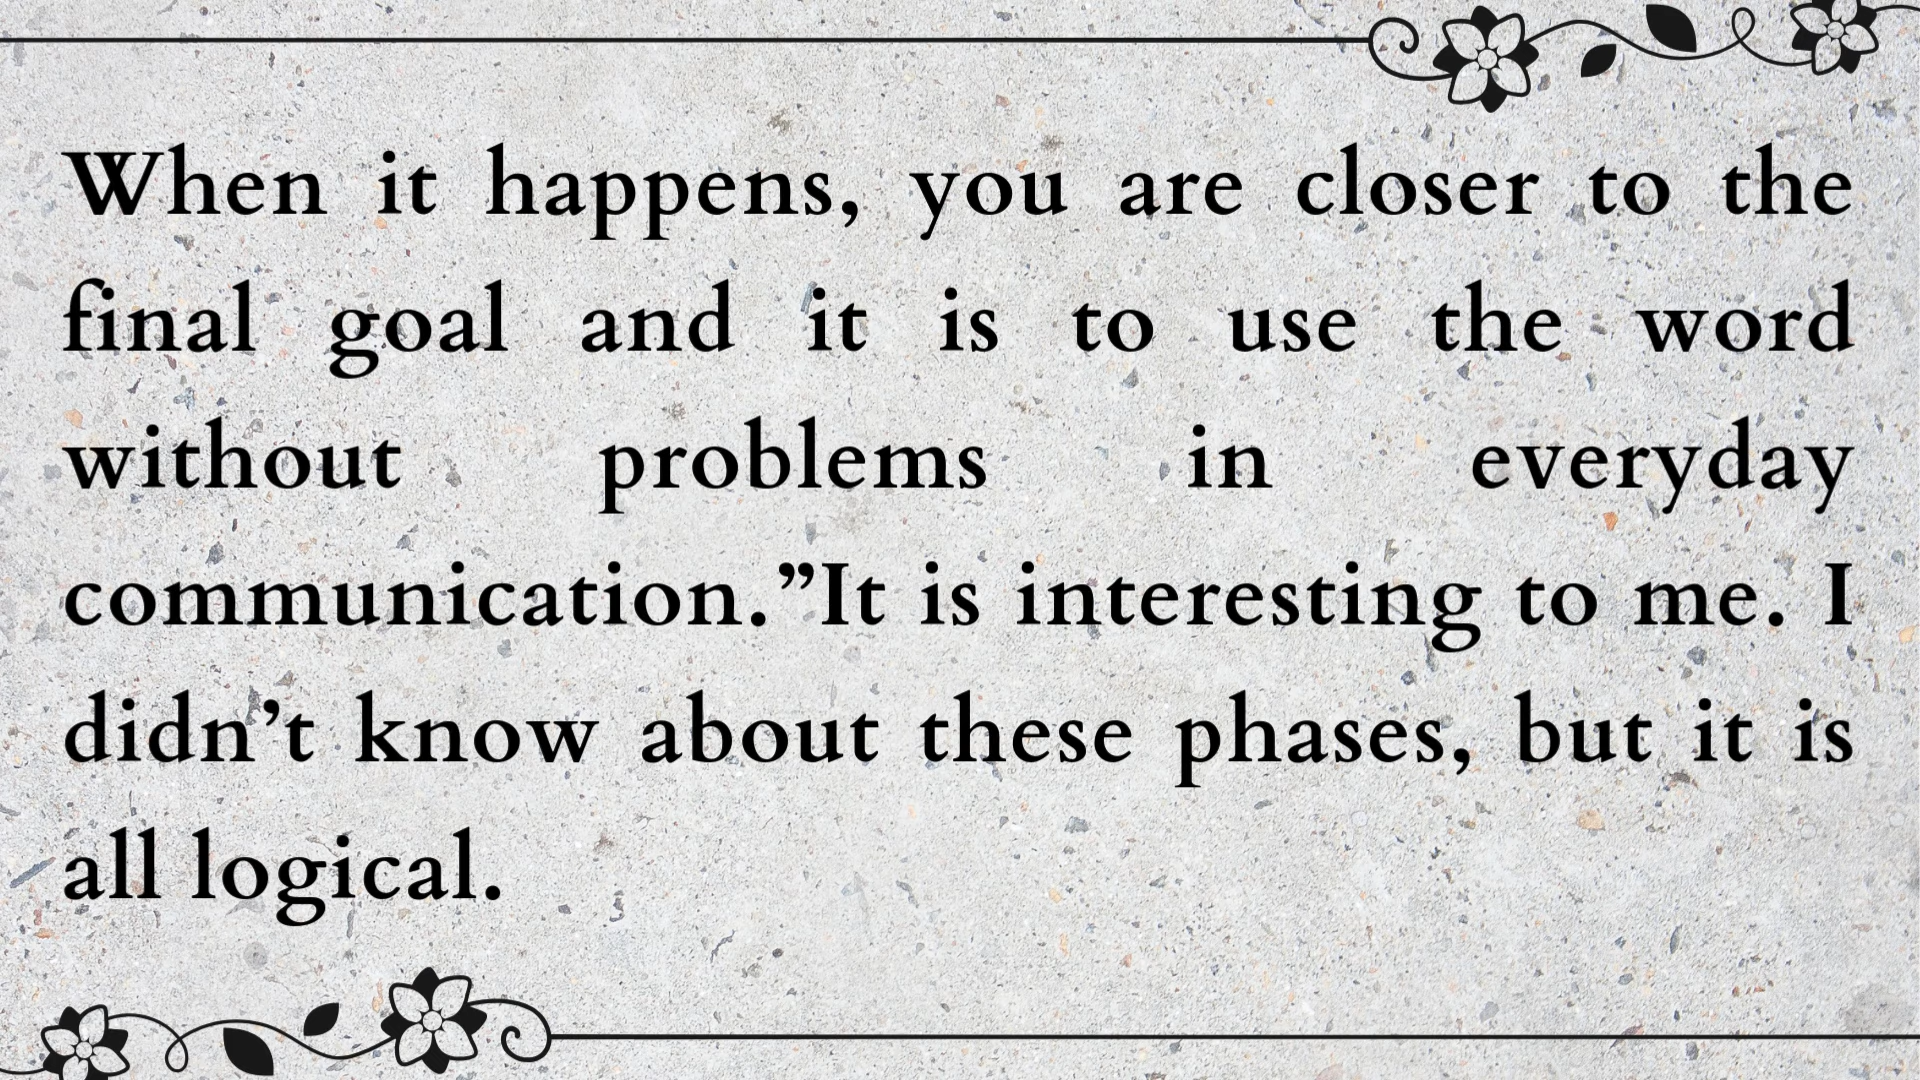 When it happens, you are closer to the
final goal and it is to use the word
without problems in everyday
communication.”It is interesting to me. I
didn’t know about these phases, but it is
all logical.